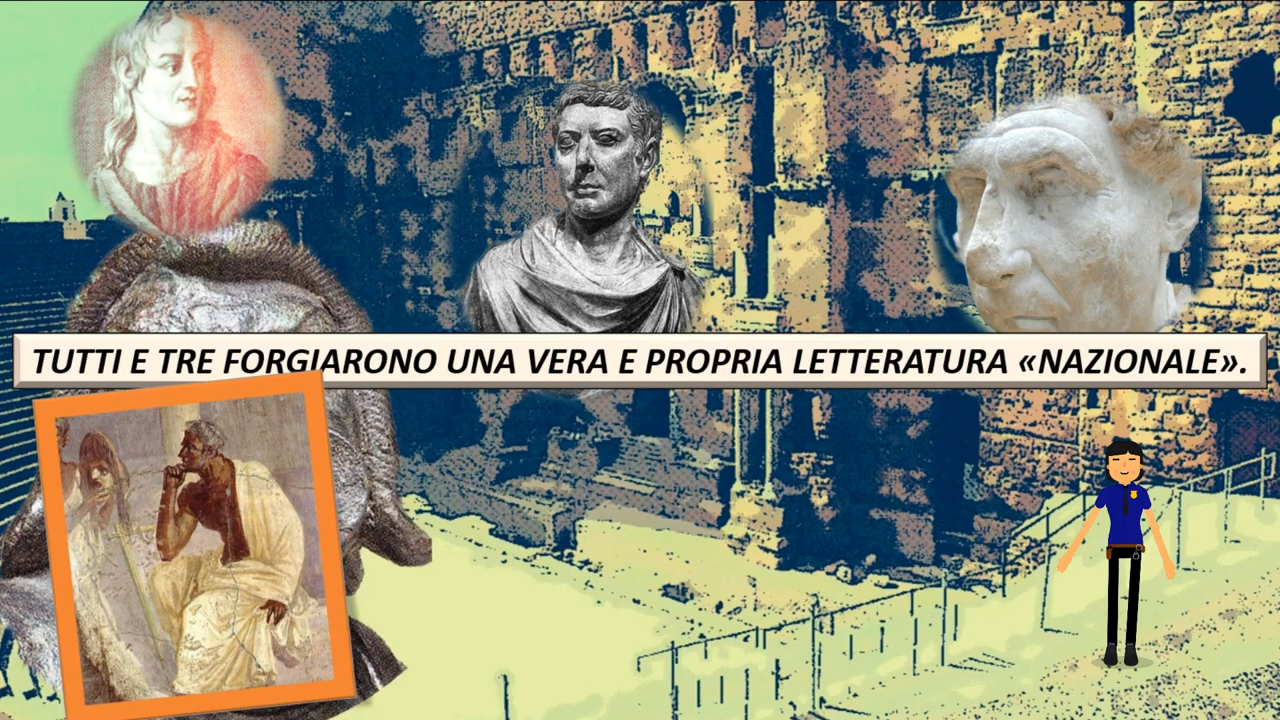 TUTTI E TRE FORGIARONO UNA VERA E PROPRIA LETTERATURA «NAZIONALE».